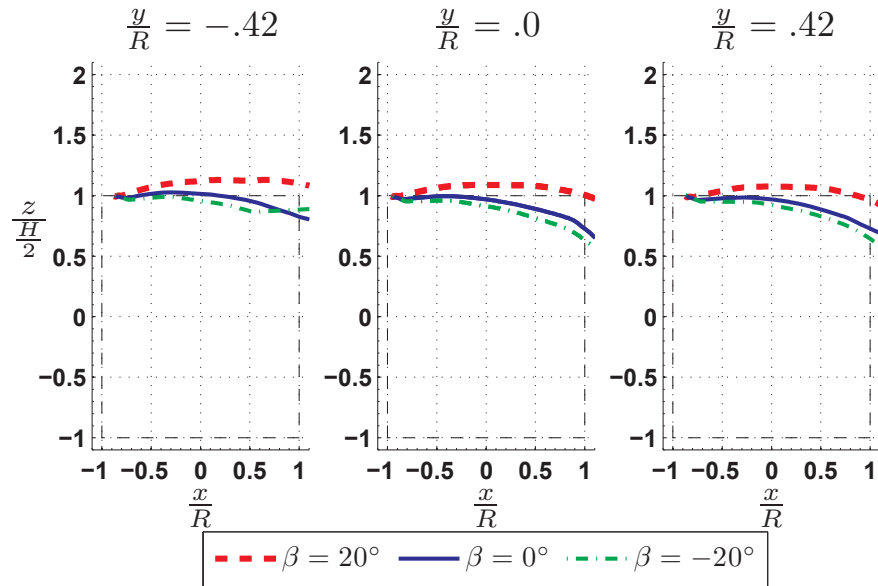 y/R = −.42 y/R = .0 y/R = .42
2 2 2
1.5 1.5 1.5
1 1 1
z/(H/2)
0.5 0.5 0.5
0 0 0
−0.5 −0.5 −0.5
−1 −1 −1
−1 −0.5 0 0.5 1 −1 −0.5 0 0.5 1 −1 −0.5 0 0.5 1
x/R x/R x/R
β = 20° β = 0° β = −20°